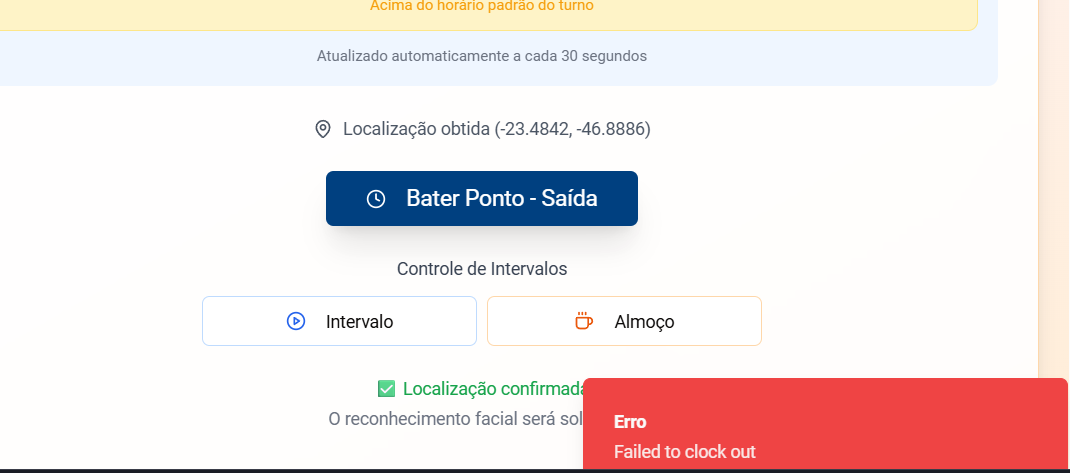 Acima do horário padrão do turno
Atualizado automaticamente a cada 30 segundos
Localização obtida (-23.4842, -46.8886)
Bater Ponto - Saída
Controle de Intervalos
Intervalo
Almoço
Localização confirmada
O reconhecimento facial será sol
Erro
Failed to clock out